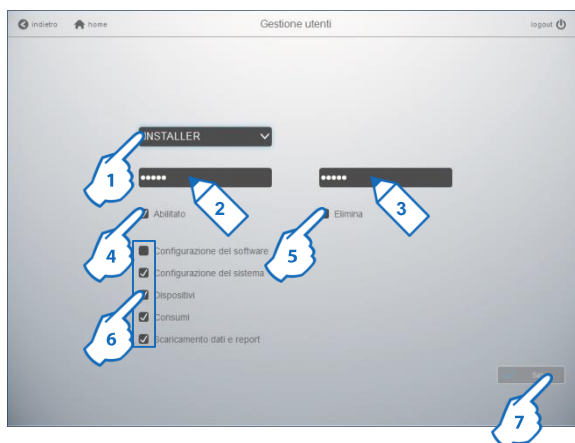 indietro home Gestione utenti logout
INSTALLER
1 2 3
Abilitato Elimina
4 5
Configurazione del software
Configurazione del sistema
Dispositivi
Consumi
6
Scaricamento dati e report
7